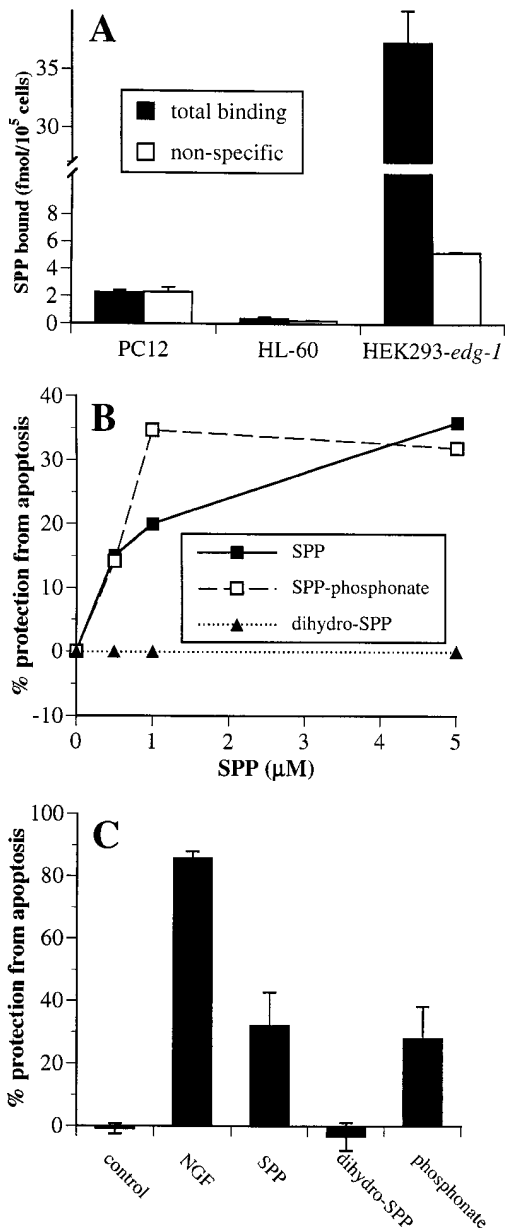 A
SPP bound (fmol/10⁵ cells)
35
30
8
6
4
2
0
total binding
non-specific
PC12 HL-60 HEK293-edg-1
B
% protection from apoptosis
40
30
20
10
0
-10
SPP
SPP-phosphonate
dihydro-SPP
0 1 2 3 4 5
SPP (μM)
C
% protection from apoptosis
100
80
60
40
20
0
control NGF SPP dihydro-SPP phosphonate